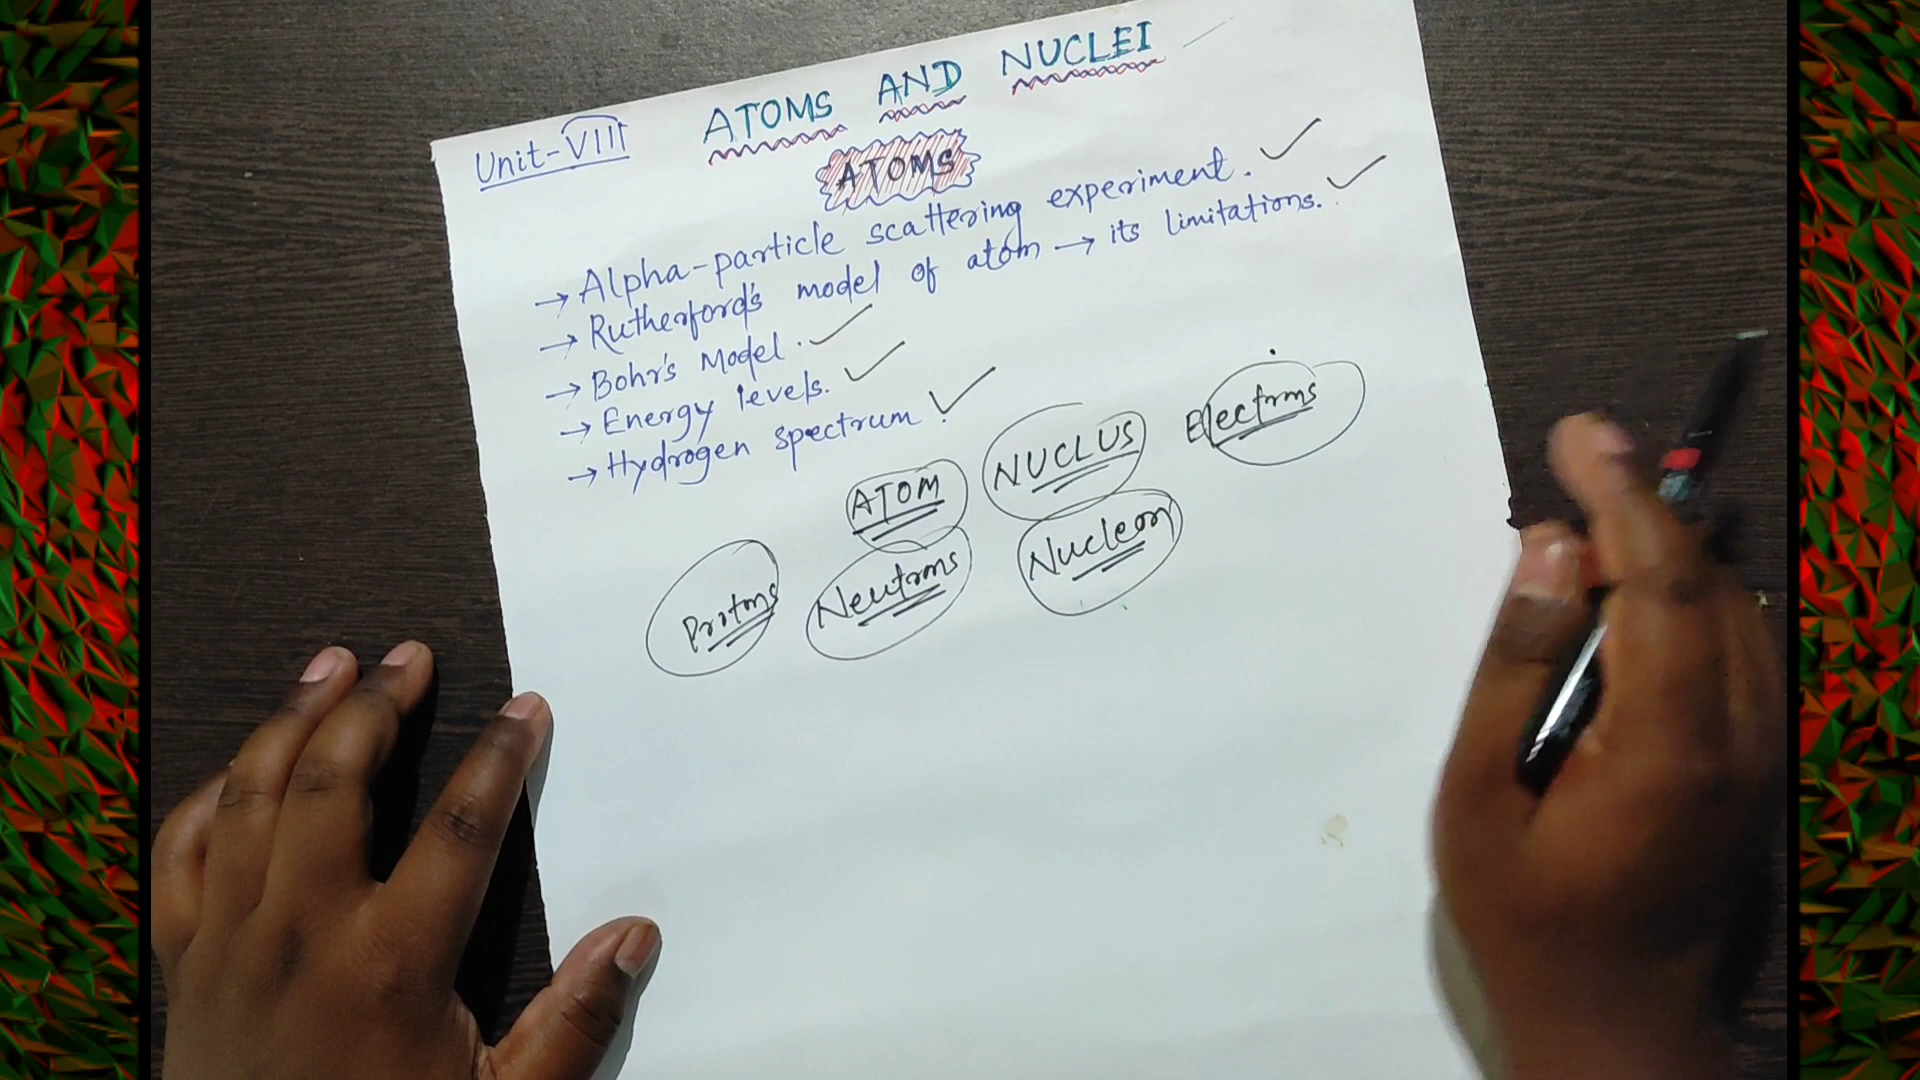 Unit-VIII ATOMS AND NUCLEI
ATOMS
→ Alpha-particle scattering experiment.
→ Rutherford's model of atom → its limitations.
→ Bohr's Model.
→ Energy levels.
→ Hydrogen spectrum.
ATOM NUCLUS Electrons
Protons Neutrons Nucleon